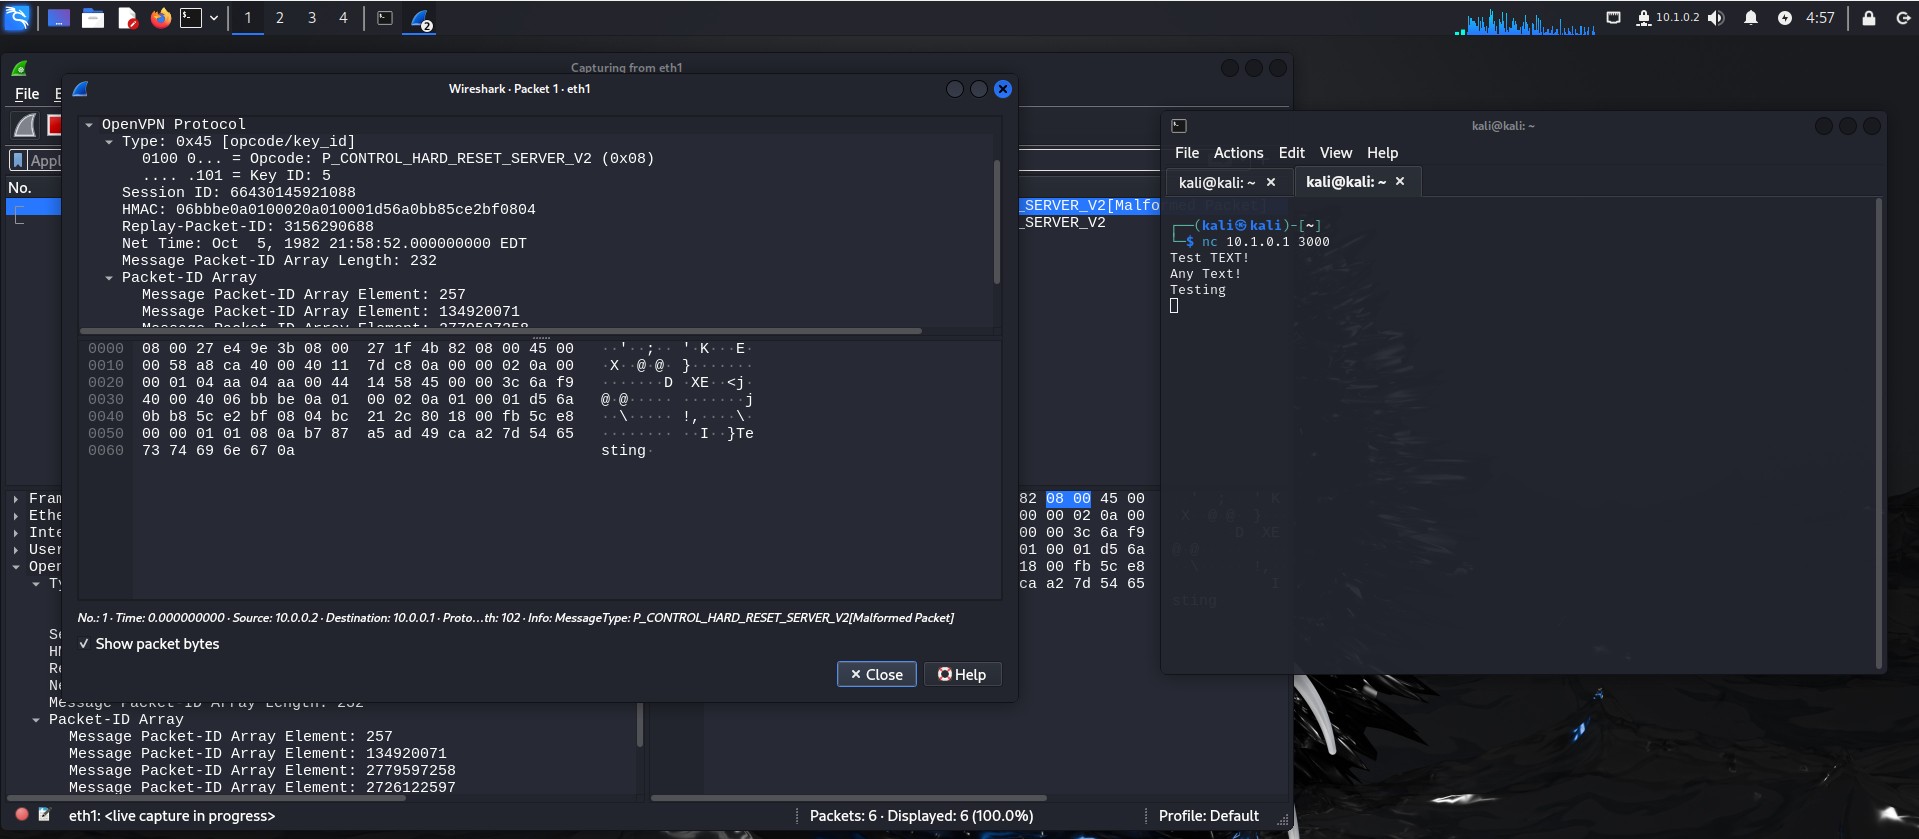 1 2 3 4 2 10.1.0.2 4:57
Capturing from eth1
File E
Appl
No.
Wireshark · Packet 1 · eth1
OpenVPN Protocol
Type: 0x45 [opcode/key_id]
0100 0... = Opcode: P_CONTROL_HARD_RESET_SERVER_V2 (0x08)
.... .101 = Key ID: 5
Session ID: 66430145921088
HMAC: 06bbbe0a0100020a010001d56a0bb85ce2bf0804
Replay-Packet-ID: 3156290688
Net Time: Oct  5, 1982 21:58:52.000000000 EDT
Message Packet-ID Array Length: 232
Packet-ID Array
Message Packet-ID Array Element: 257
Message Packet-ID Array Element: 134920071
Message Packet-ID Array Element: 2779597258
0000 08 00 27 e4 9e 3b 08 00 27 1f 4b 82 08 00 45 00 ··'··;·· '·K···E·
0010 00 58 a8 ca 40 00 40 11 7d c8 0a 00 00 02 0a 00 ·X··@·@· }·······
0020 00 01 04 aa 04 aa 00 44 14 58 45 00 00 3c 6a f9 ·······D ·XE··<j·
0030 40 00 40 06 bb be 0a 01 00 02 0a 01 00 01 d5 6a @·@····· ·······j
0040 0b b8 5c e2 bf 08 04 bc 21 2c 80 18 00 fb 5c e8 ··\····· !,····\·
0050 00 00 01 01 08 0a b7 87 a5 ad 49 ca a2 7d 54 65 ········ ··I··}Te
0060 73 74 69 6e 67 0a sting·
No.: 1 · Time: 0.000000000 · Source: 10.0.0.2 · Destination: 10.0.0.1 · Proto…th: 102 · Info: MessageType: P_CONTROL_HARD_RESET_SERVER_V2[Malformed Packet]
✓ Show packet bytes
Close
Help
_SERVER_V2[Malformed Packet]
_SERVER_V2
Fram
Ethe
Inte
User
Open
Ty
Se
HM
Re
Ne
Message Packet-ID Array Length: 232
Packet-ID Array
Message Packet-ID Array Element: 257
Message Packet-ID Array Element: 134920071
Message Packet-ID Array Element: 2779597258
Message Packet-ID Array Element: 2726122597
82 08 00 45 00
00 00 02 0a 00
00 00 3c 6a f9
01 00 01 d5 6a
18 00 fb 5c e8
ca a2 7d 54 65
sting
eth1: <live capture in progress>
Packets: 6 · Displayed: 6 (100.0%)
Profile: Default
kali@kali: ~
File Actions Edit View Help
kali@kali: ~ ×
kali@kali: ~ ×
┌──(kali㉿kali)-[~]
└─$ nc 10.1.0.1 3000
Test TEXT!
Any Text!
Testing